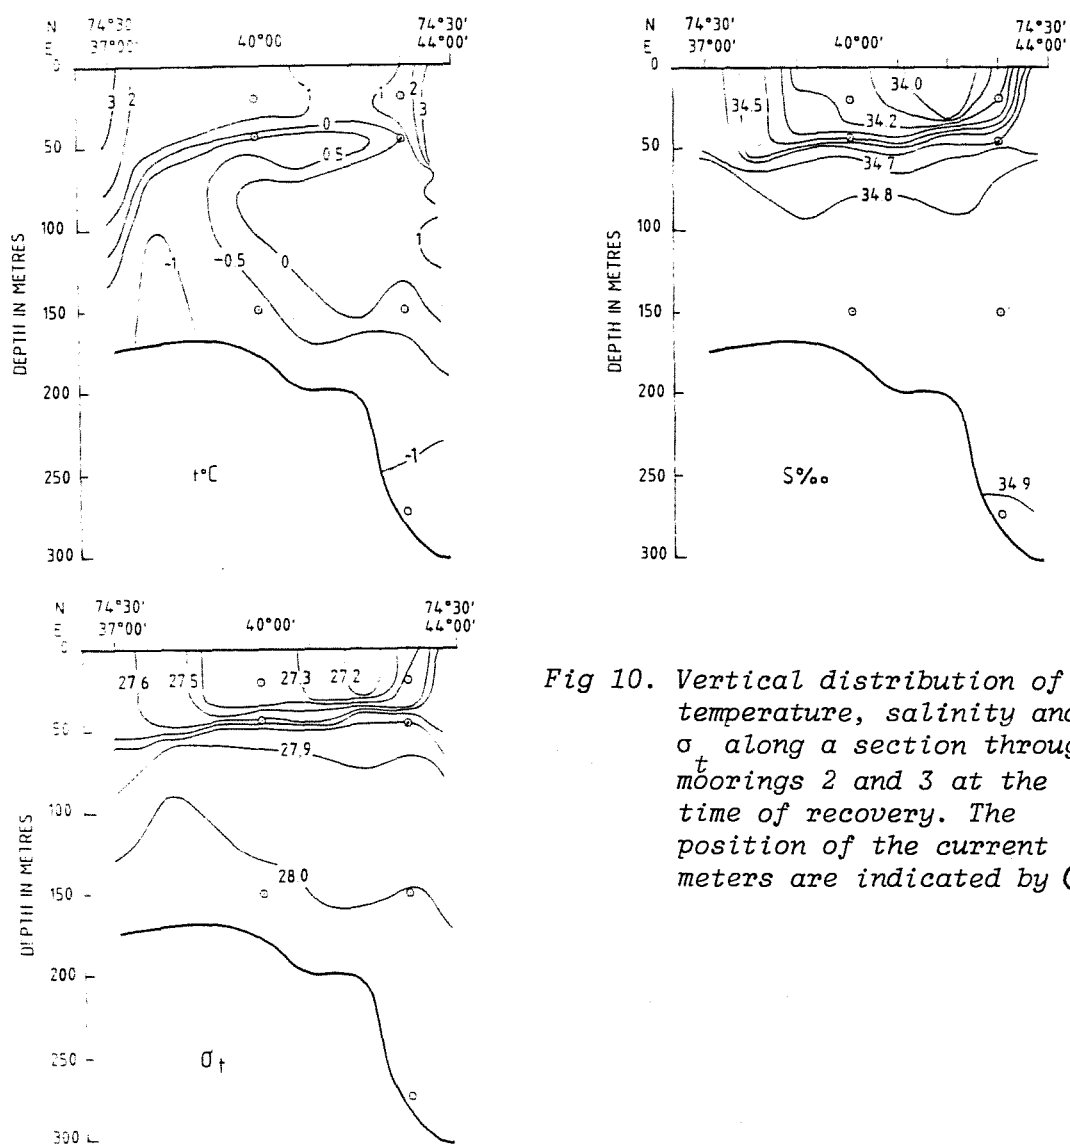 N 74°30' 74°30'
E 37°00' 40°00 44°00'
0
50
100
150
200
250
300
DEPTH IN METRES
3 2 1 2 3
0
0.5
-1 -0.5 0 1
-1
t°C
N 74°30' 74°30'
E 37°00' 40°00' 44°00'
0
50
100
150
200
250
300
DEPTH IN METRES
34.5 34.0
34.2
34.7
34.8
34.9
S‰
N 74°30' 74°30'
E 37°00' 40°00' 44°00'
0
50
100
150
200
250
300
DEPTH IN METRES
27.6 27.5 27.3 27.2
27.9
28.0
σt
Fig 10. Vertical distribution of
temperature, salinity and
σt along a section throug
moorings 2 and 3 at the
time of recovery. The
position of the current
meters are indicated by